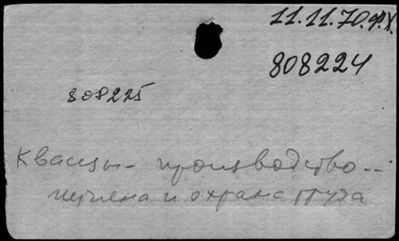 11.11.70.
808224
808225
Квасцы - производство --
гигиена и охрана труда